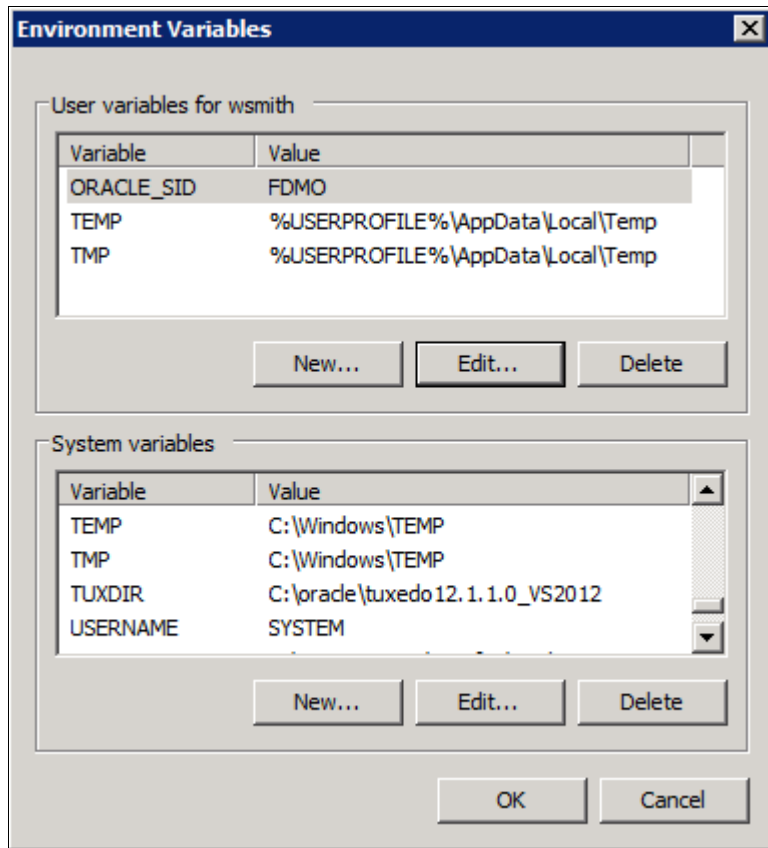 Environment Variables
User variables for wsmith
Variable Value
ORACLE_SID FDMO
TEMP %USERPROFILE%\AppData\Local\Temp
TMP %USERPROFILE%\AppData\Local\Temp
New... Edit... Delete
System variables
Variable Value
TEMP C:\Windows\TEMP
TMP C:\Windows\TEMP
TUXDIR C:\oracle\tuxedo12.1.1.0_VS2012
USERNAME SYSTEM
New... Edit... Delete
OK Cancel